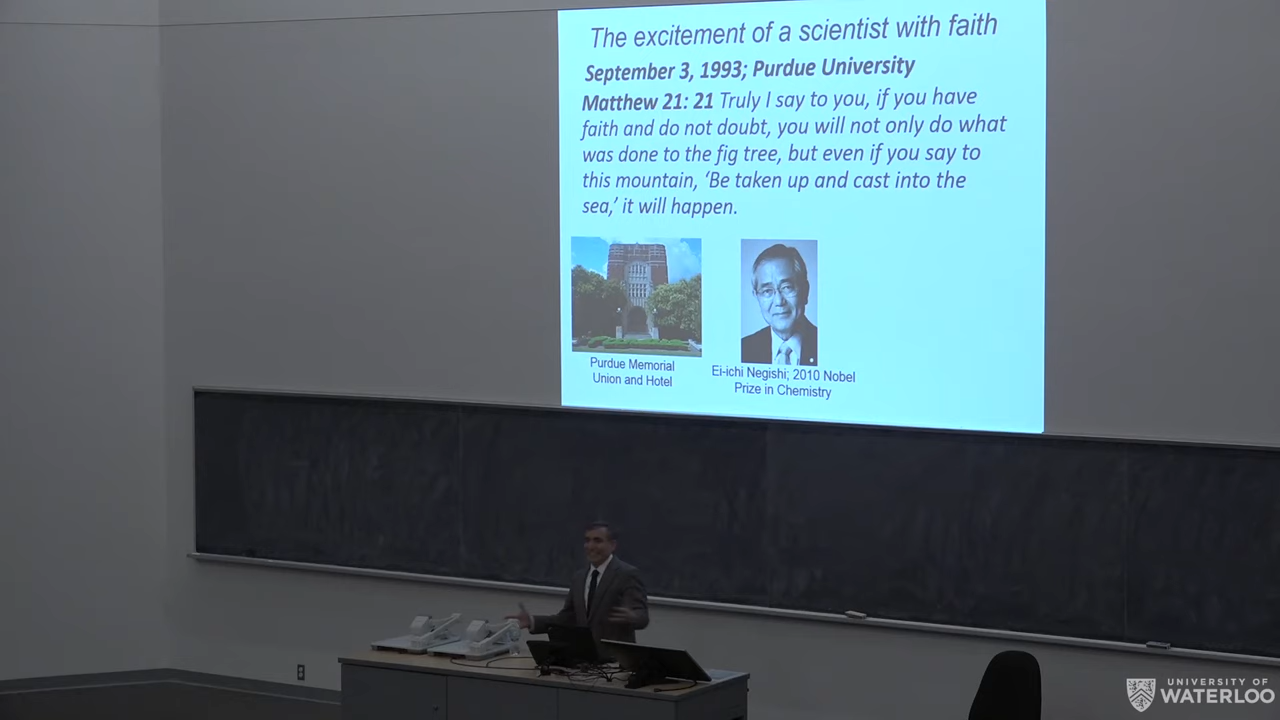 The excitement of a scientist with faith
September 3, 1993; Purdue University
Matthew 21: 21 Truly I say to you, if you have
faith and do not doubt, you will not only do what
was done to the fig tree, but even if you say to
this mountain, ‘Be taken up and cast into the
sea,’ it will happen.
Purdue Memorial
Union and Hotel
Ei-ichi Negishi; 2010 Nobel
Prize in Chemistry
UNIVERSITY OF
WATERLOO